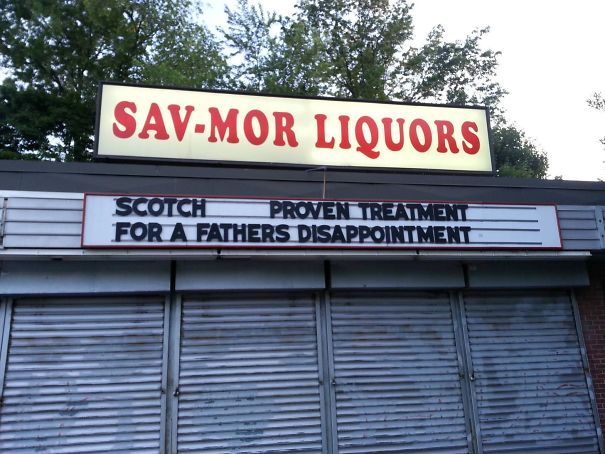 SAV-MOR LIQUORS
SCOTCH PROVEN TREATMENT
FOR A FATHERS DISAPPOINTMENT